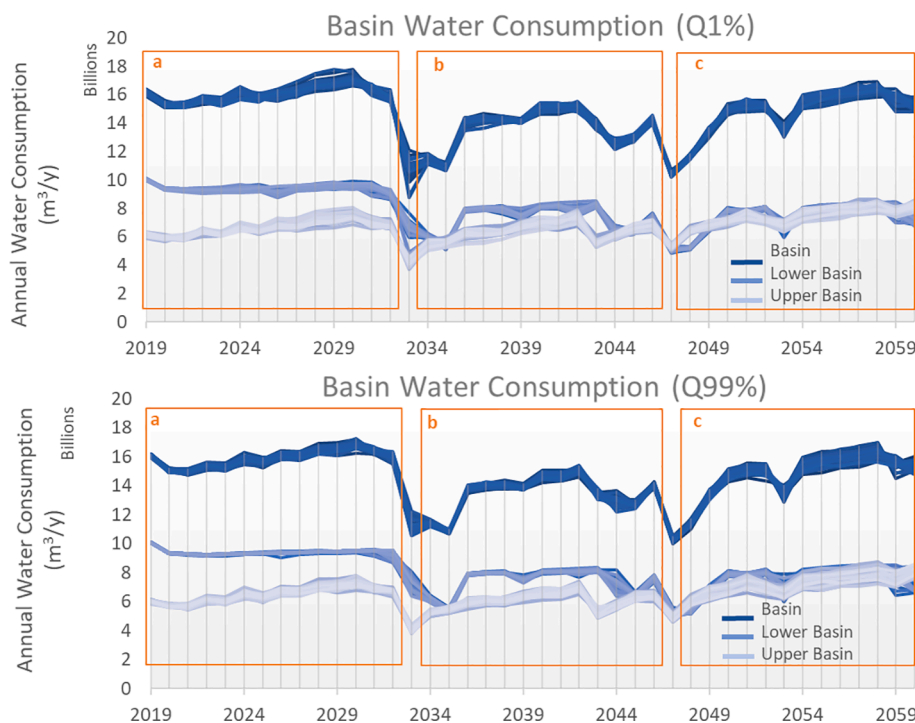 Basin Water Consumption (Q1%)
Annual Water Consumption
(m³/y)
Billions
20
18
16
14
12
10
8
6
4
2
0
a
b
c
Basin
Lower Basin
Upper Basin
2019
2024
2029
2034
2039
2044
2049
2054
2059
Basin Water Consumption (Q99%)
Annual Water Consumption
(m³/y)
Billions
20
18
16
14
12
10
8
6
4
2
0
a
b
c
Basin
Lower Basin
Upper Basin
2019
2024
2029
2034
2039
2044
2049
2054
2059